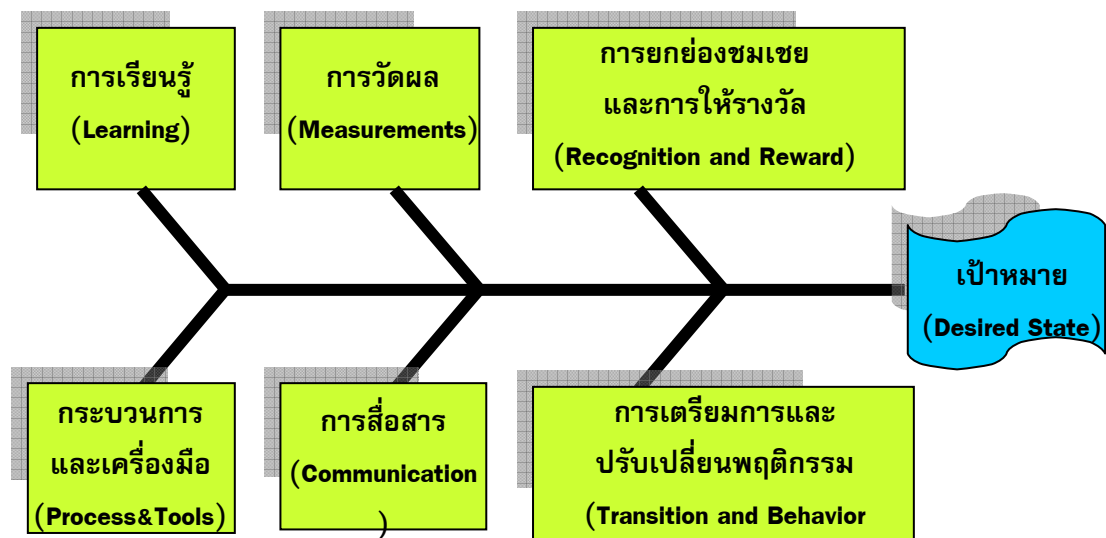 การเรียนรู้
(Learning)
การวัดผล
(Measurements)
การยกย่องชมเชย
และการให้รางวัล
(Recognition and Reward)
เป้าหมาย
(Desired State)
กระบวนการ
และเครื่องมือ
(Process&Tools)
การสื่อสาร
(Communication
)
การเตรียมการและ
ปรับเปลี่ยนพฤติกรรม
(Transition and Behavior